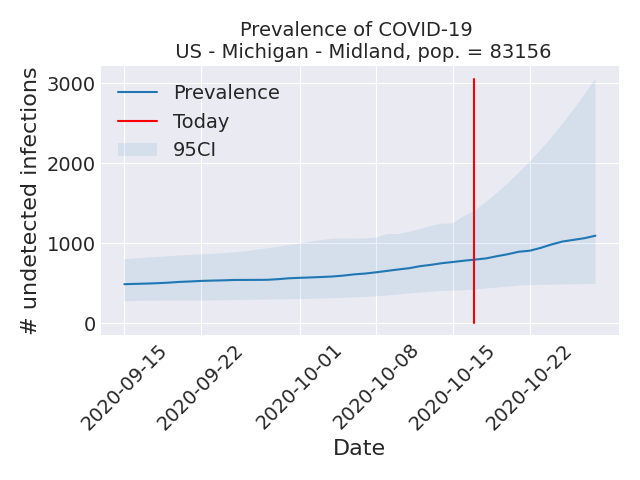 Prevalence of COVID-19
US - Michigan - Midland, pop. = 83156
# undetected infections
3000
2000
1000
0
Prevalence
Today
95CI
2020-09-15
2020-09-22
2020-10-01
2020-10-08
2020-10-15
2020-10-22
Date